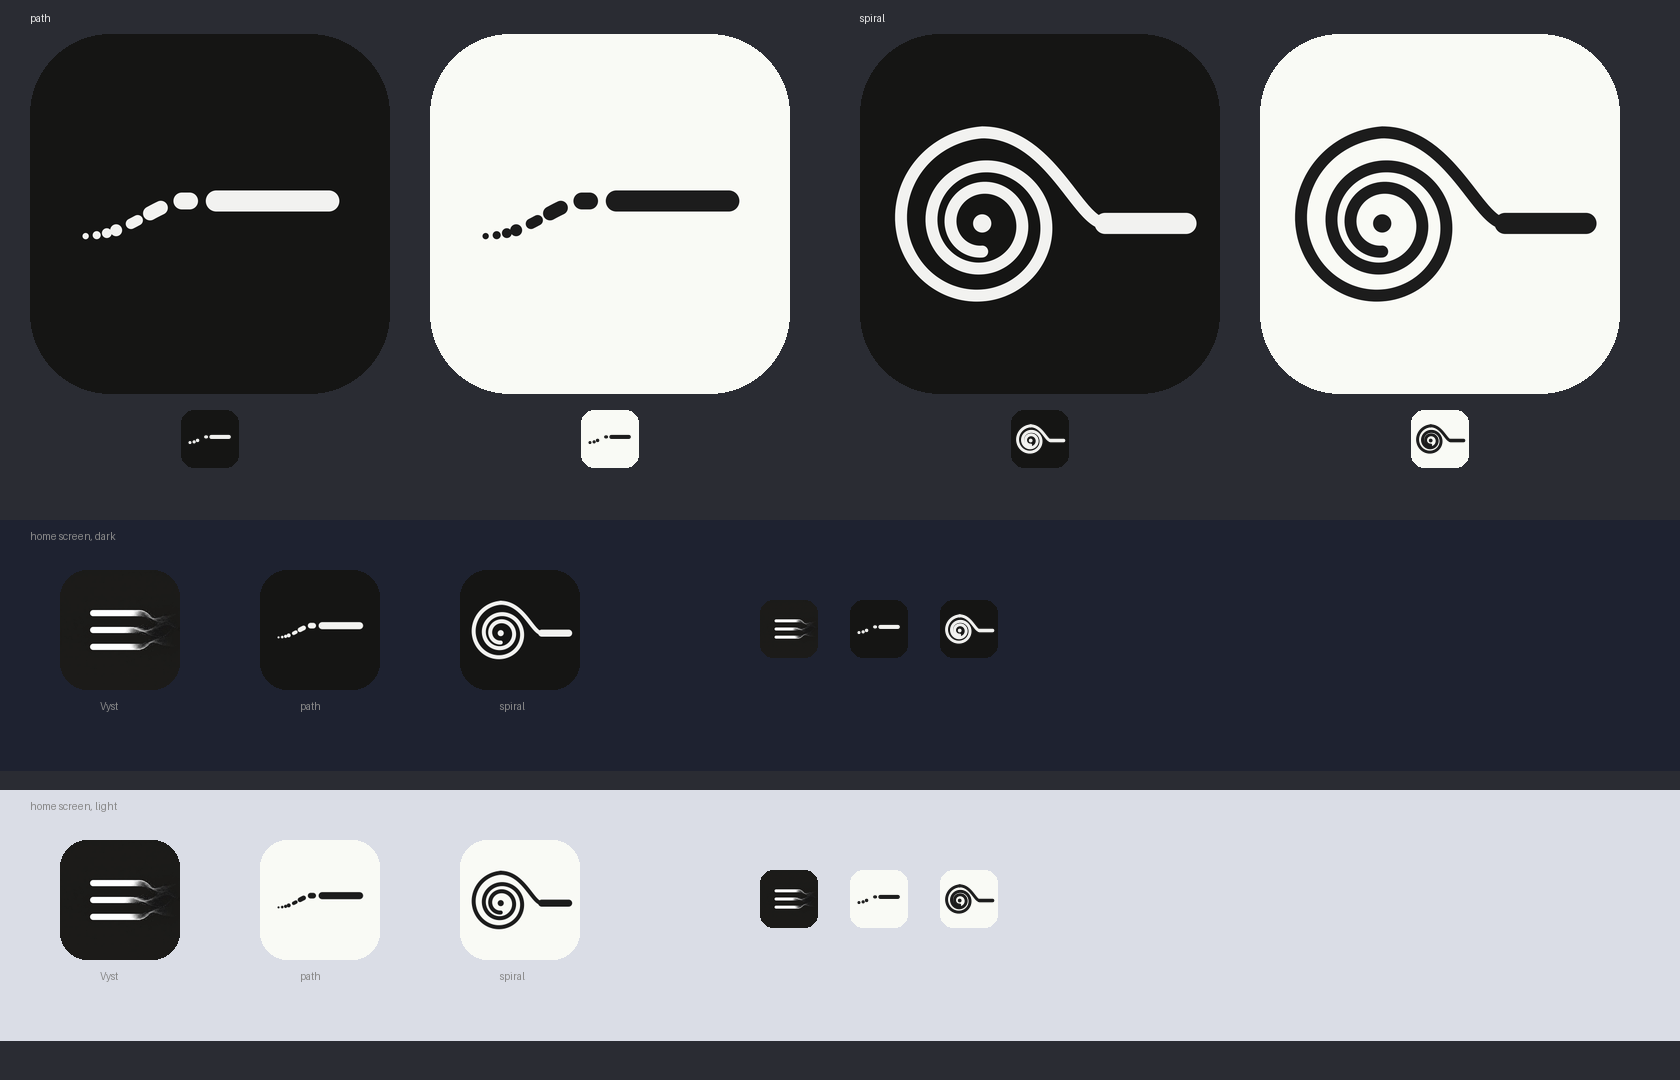 path
spiral
home screen, dark
Vyst
path
spiral
home screen, light
Vyst
path
spiral